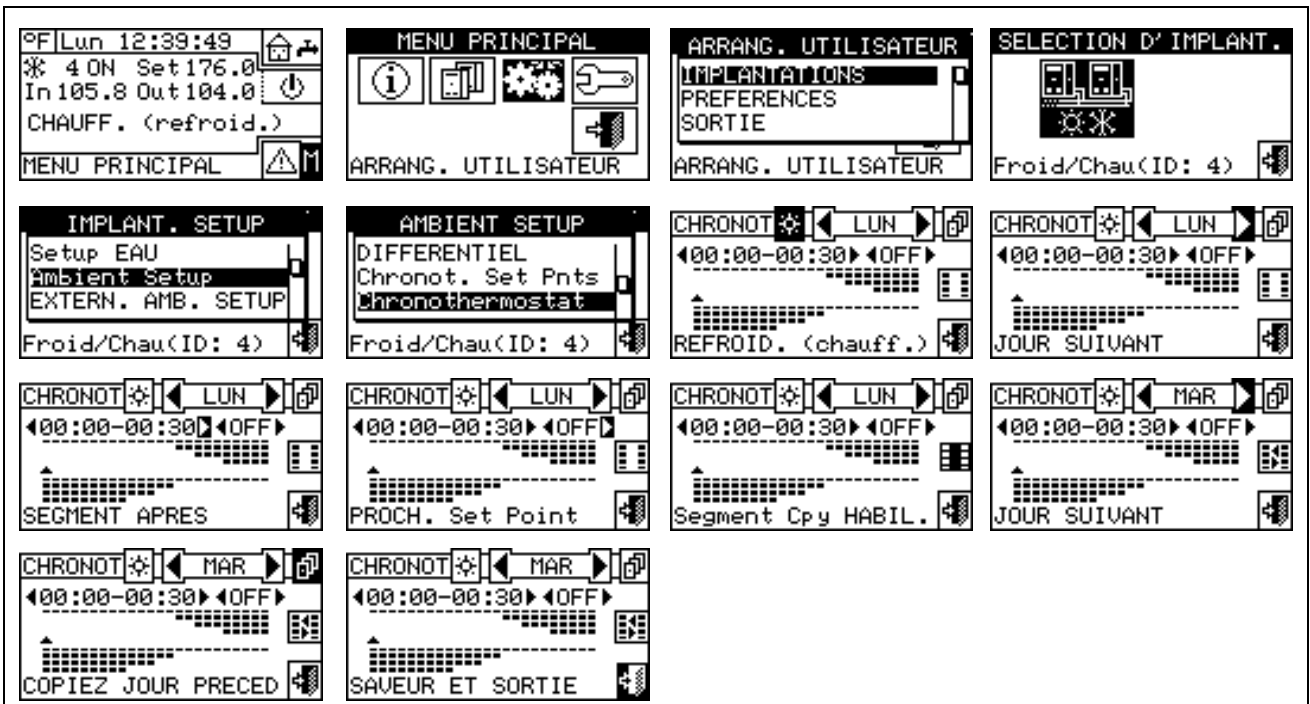 °F Lun 12:39:49
4 ON Set 176.0
In 105.8 Out 104.0
CHAUFF. (refroid.)
MENU PRINCIPAL M
MENU PRINCIPAL
ARRANG. UTILISATEUR
ARRANG. UTILISATEUR
IMPLANTATIONS
PREFERENCES
SORTIE
ARRANG. UTILISATEUR
SELECTION D'IMPLANT.
Froid/Chau(ID: 4)
IMPLANT. SETUP
Setup EAU
Ambient Setup
EXTERN. AMB. SETUP
Froid/Chau(ID: 4)
AMBIENT SETUP
DIFFERENTIEL
Chronot. Set Pnts
Chronothermostat
Froid/Chau(ID: 4)
CHRONOT LUN
00:00-00:30 OFF
REFROID. (chauff.)
CHRONOT LUN
00:00-00:30 OFF
JOUR SUIVANT
CHRONOT LUN
00:00-00:30 OFF
SEGMENT APRES
CHRONOT LUN
00:00-00:30 OFF
PROCH. Set Point
CHRONOT LUN
00:00-00:30 OFF
Segment Cpy HABIL.
CHRONOT MAR
00:00-00:30 OFF
JOUR SUIVANT
CHRONOT MAR
00:00-00:30 OFF
COPIEZ JOUR PRECED
CHRONOT MAR
00:00-00:30 OFF
SAVEUR ET SORTIE